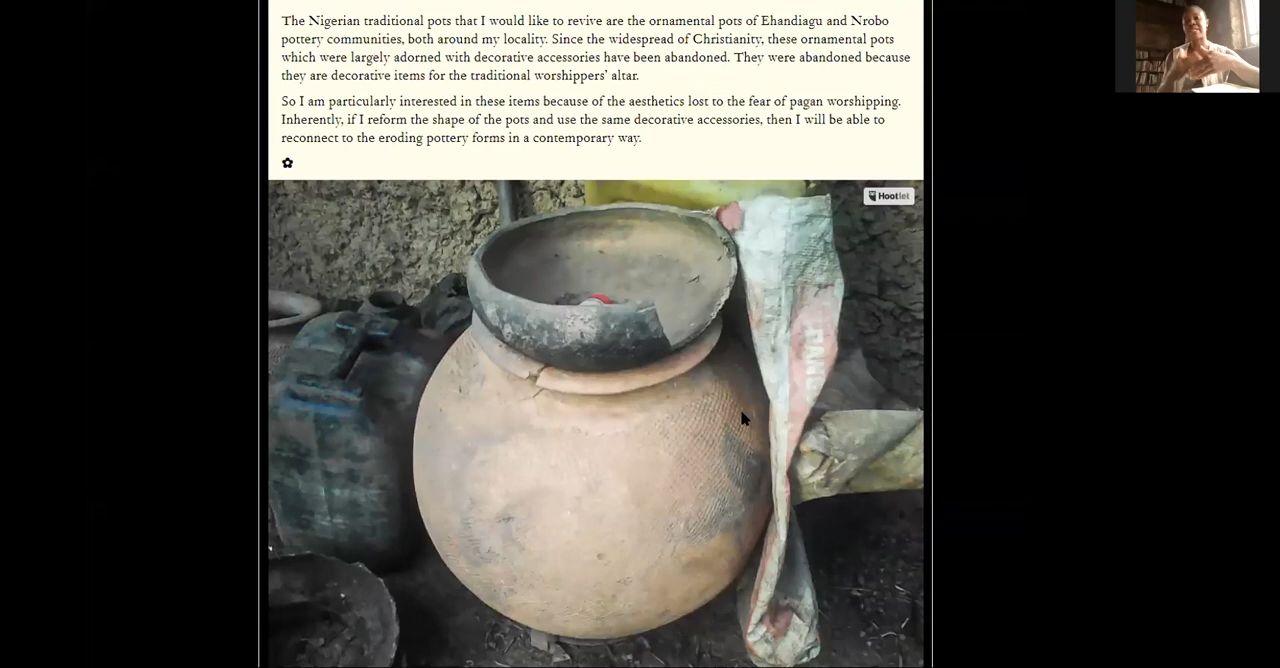 The Nigerian traditional pots that I would like to revive are the ornamental pots of Ehandiagu and Nrobo
pottery communities, both around my locality. Since the widespread of Christianity, these ornamental pots
which were largely adorned with decorative accessories have been abandoned. They were abandoned because
they are decorative items for the traditional worshippers' altar.
So I am particularly interested in these items because of the aesthetics lost to the fear of pagan worshipping.
Inherently, if I reform the shape of the pots and use the same decorative accessories, then I will be able to
reconnect to the eroding pottery forms in a contemporary way.
Hootlet